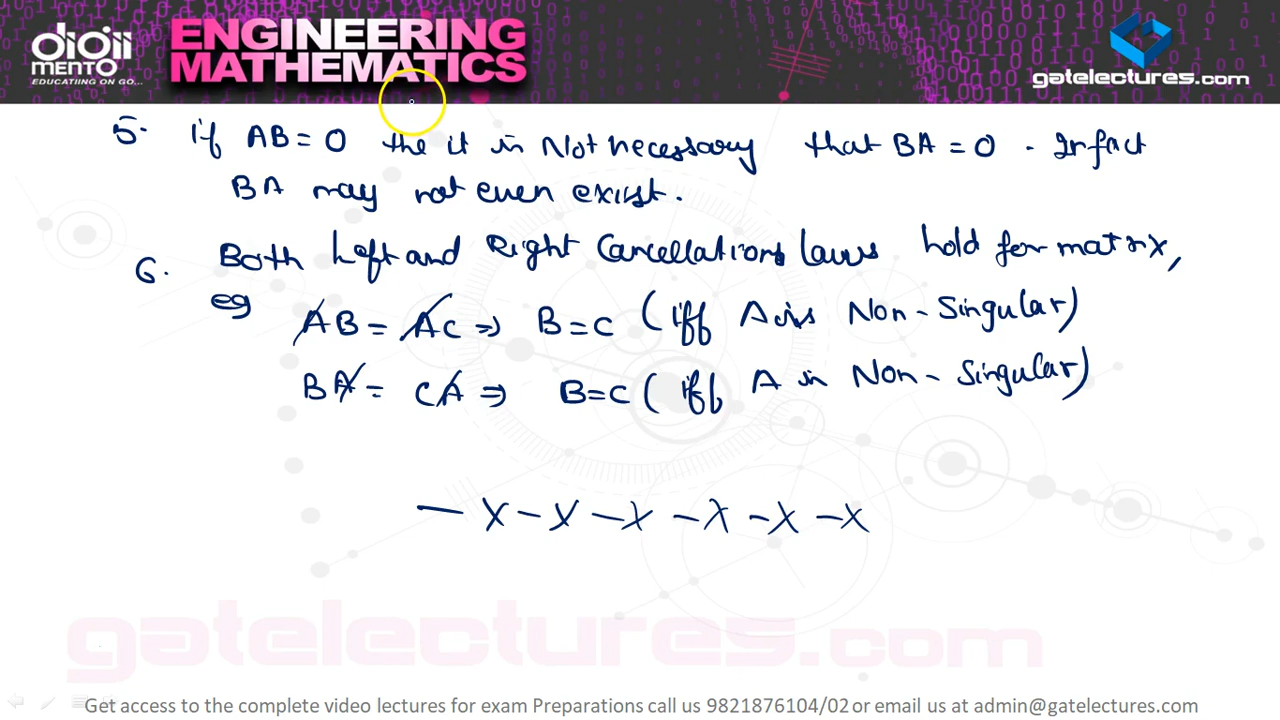 digii
MENTO
EDUCATIING ON GO...
ENGINEERING
MATHEMATICS
gatelectures.com
5. If AB = 0 the it is Not necessary that BA = 0 . Infact
BA may not even exist.
6. Both Left and Right Cancellations laws hold for matrix,
eg
AB = AC => B = C (iff A is Non - Singular)
BA = CA => B = C (iff A is Non - Singular)
— X — X — X — X — X — X
gatelectures.com
Get access to the complete video lectures for exam Preparations call us 9821876104/02 or email us at admin@gatelectures.com